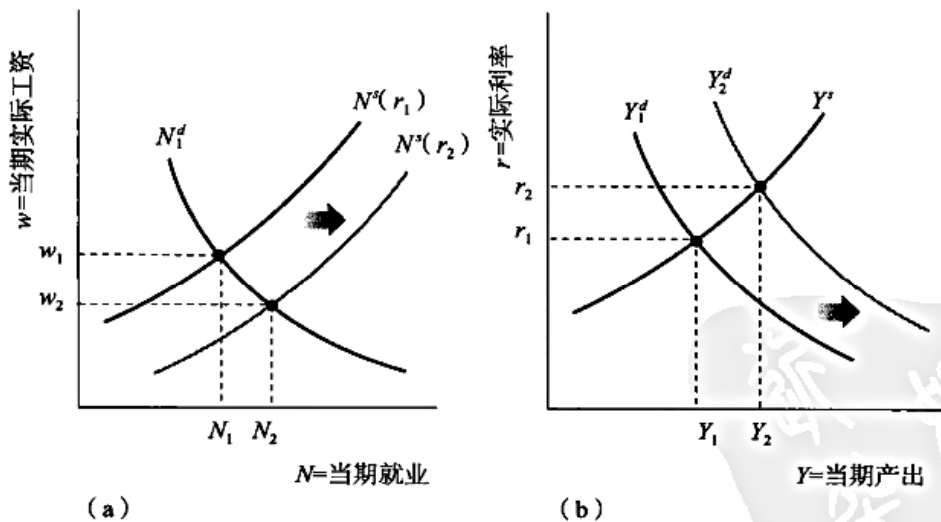 w=当期实际工资
N₁ᵈ
Nˢ(r₁)
Nˢ(r₂)
w₁
w₂
N₁ N₂
N=当期就业
(a)
r=实际利率
Y₁ᵈ
Y₂ᵈ
Yˢ
r₂
r₁
Y₁ Y₂
Y=当期产出
(b)